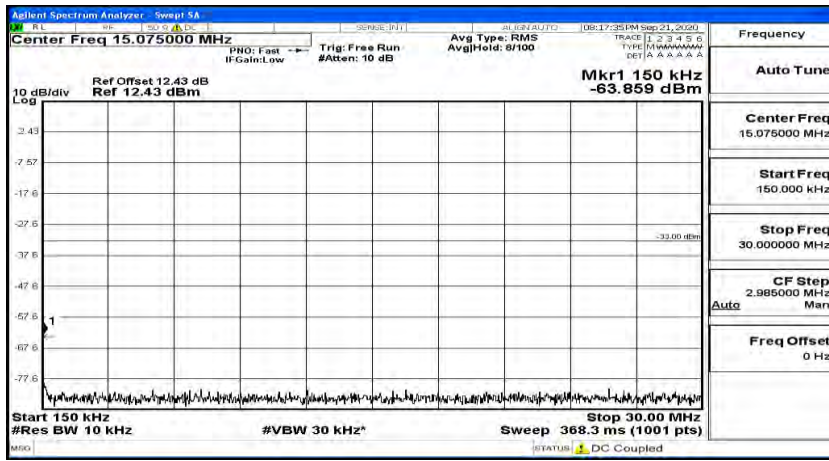 Agilent Spectrum Analyzer - Swept SA
RL RF 50 Ω DC SENSE:INT ALIGN AUTO 08:17:35 PM Sep 21, 2020
Center Freq 15.075000 MHz
PNO: Fast
IFGain:Low
Trig: Free Run
#Atten: 10 dB
Avg Type: RMS
Avg|Hold: 8/100
TRACE 1 2 3 4 5 6
TYPE M
DET A A A A A A
Ref Offset 12.43 dB
Ref 12.43 dBm
10 dB/div
Log
Mkr1 150 kHz
-63.859 dBm
2.43
-7.57
-17.6
-27.6
-33.00 dBm
-37.6
-47.6
-57.6
1
-67.6
-77.6
Start 150 kHz
Stop 30.00 MHz
#Res BW 10 kHz
#VBW 30 kHz*
Sweep 368.3 ms (1001 pts)
MSG
STATUS
DC Coupled
Frequency
Auto Tune
Center Freq
15.075000 MHz
Start Freq
150.000 kHz
Stop Freq
30.000000 MHz
CF Step
2.985000 MHz
Auto Man
Freq Offset
0 Hz